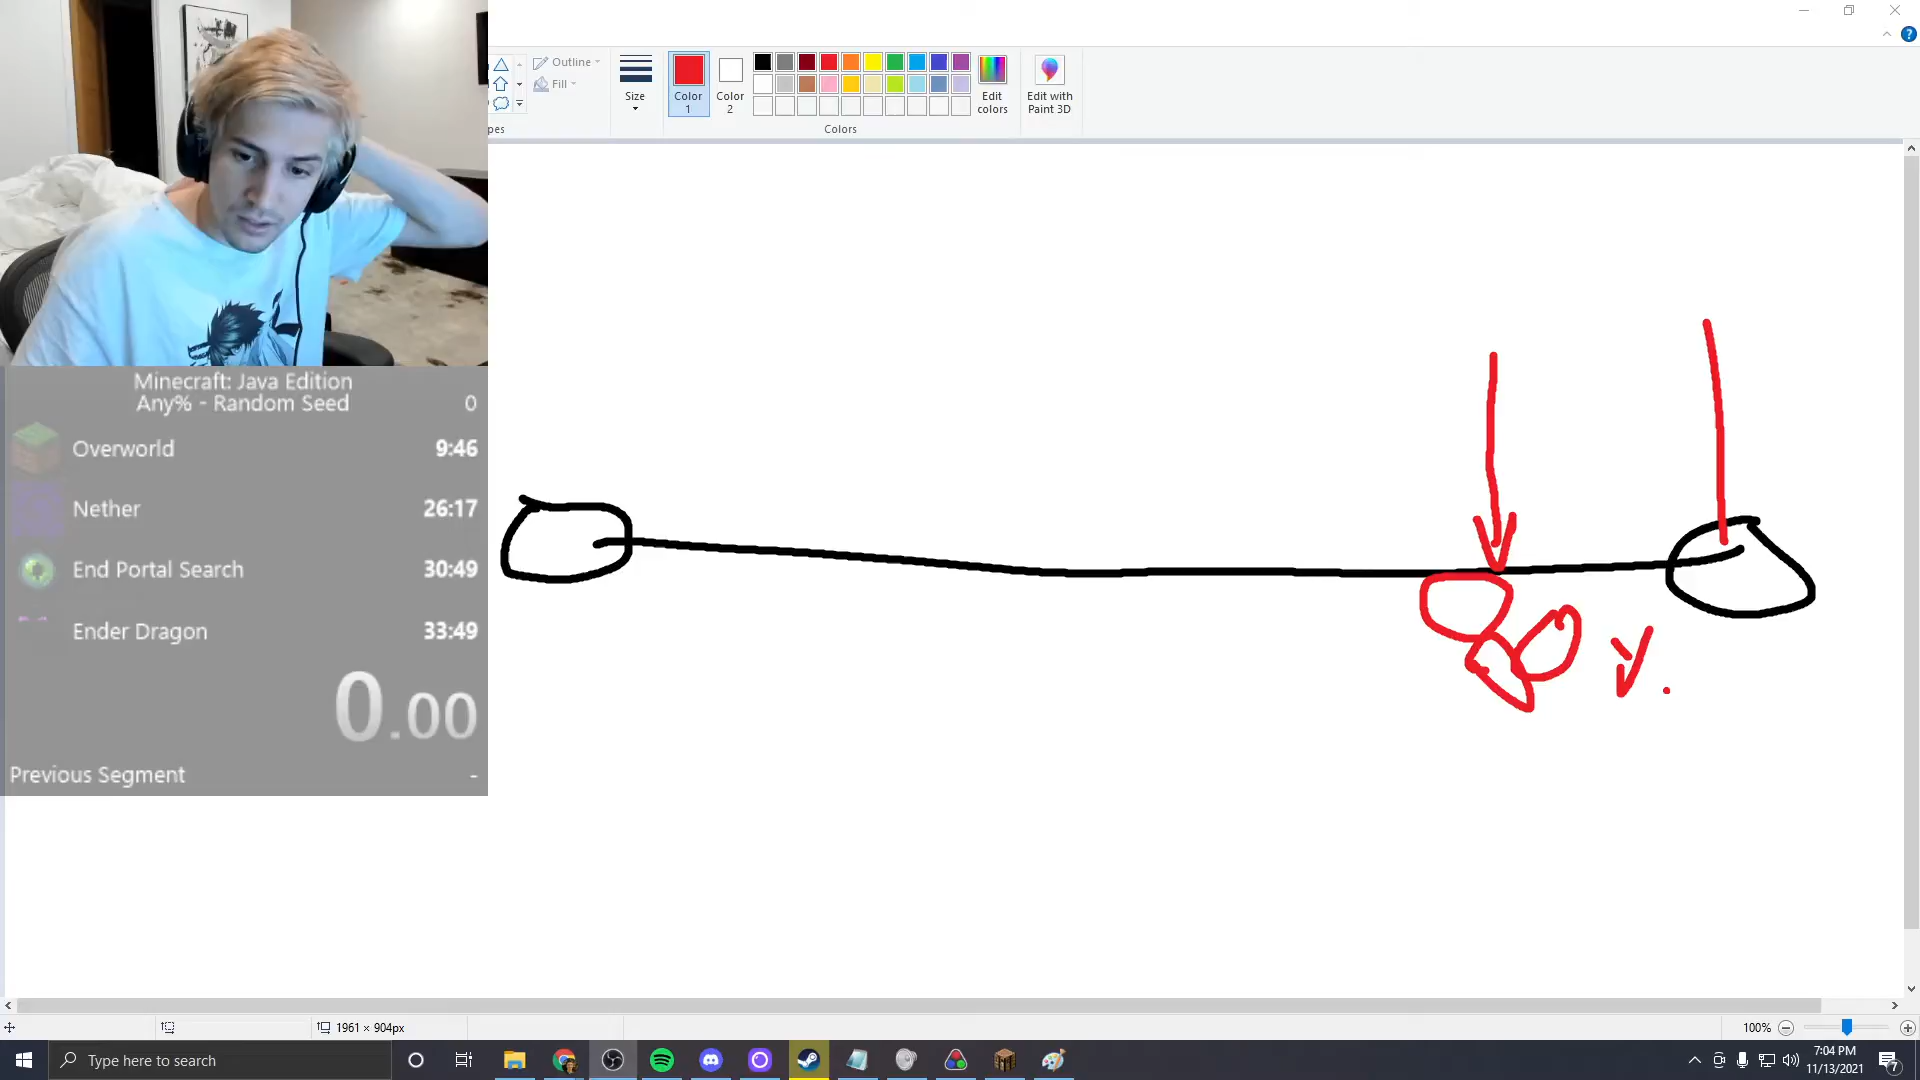 Outline
Fill
Size
Color 1
Color 2
Edit colors
Edit with Paint 3D
pes
Colors
Minecraft: Java Edition
Any% - Random Seed 0
Overworld 9:46
Nether 26:17
End Portal Search 30:49
Ender Dragon 33:49
0.00
Previous Segment -
1961 × 904px
100%
Type here to search
7:04 PM
11/13/2021
7